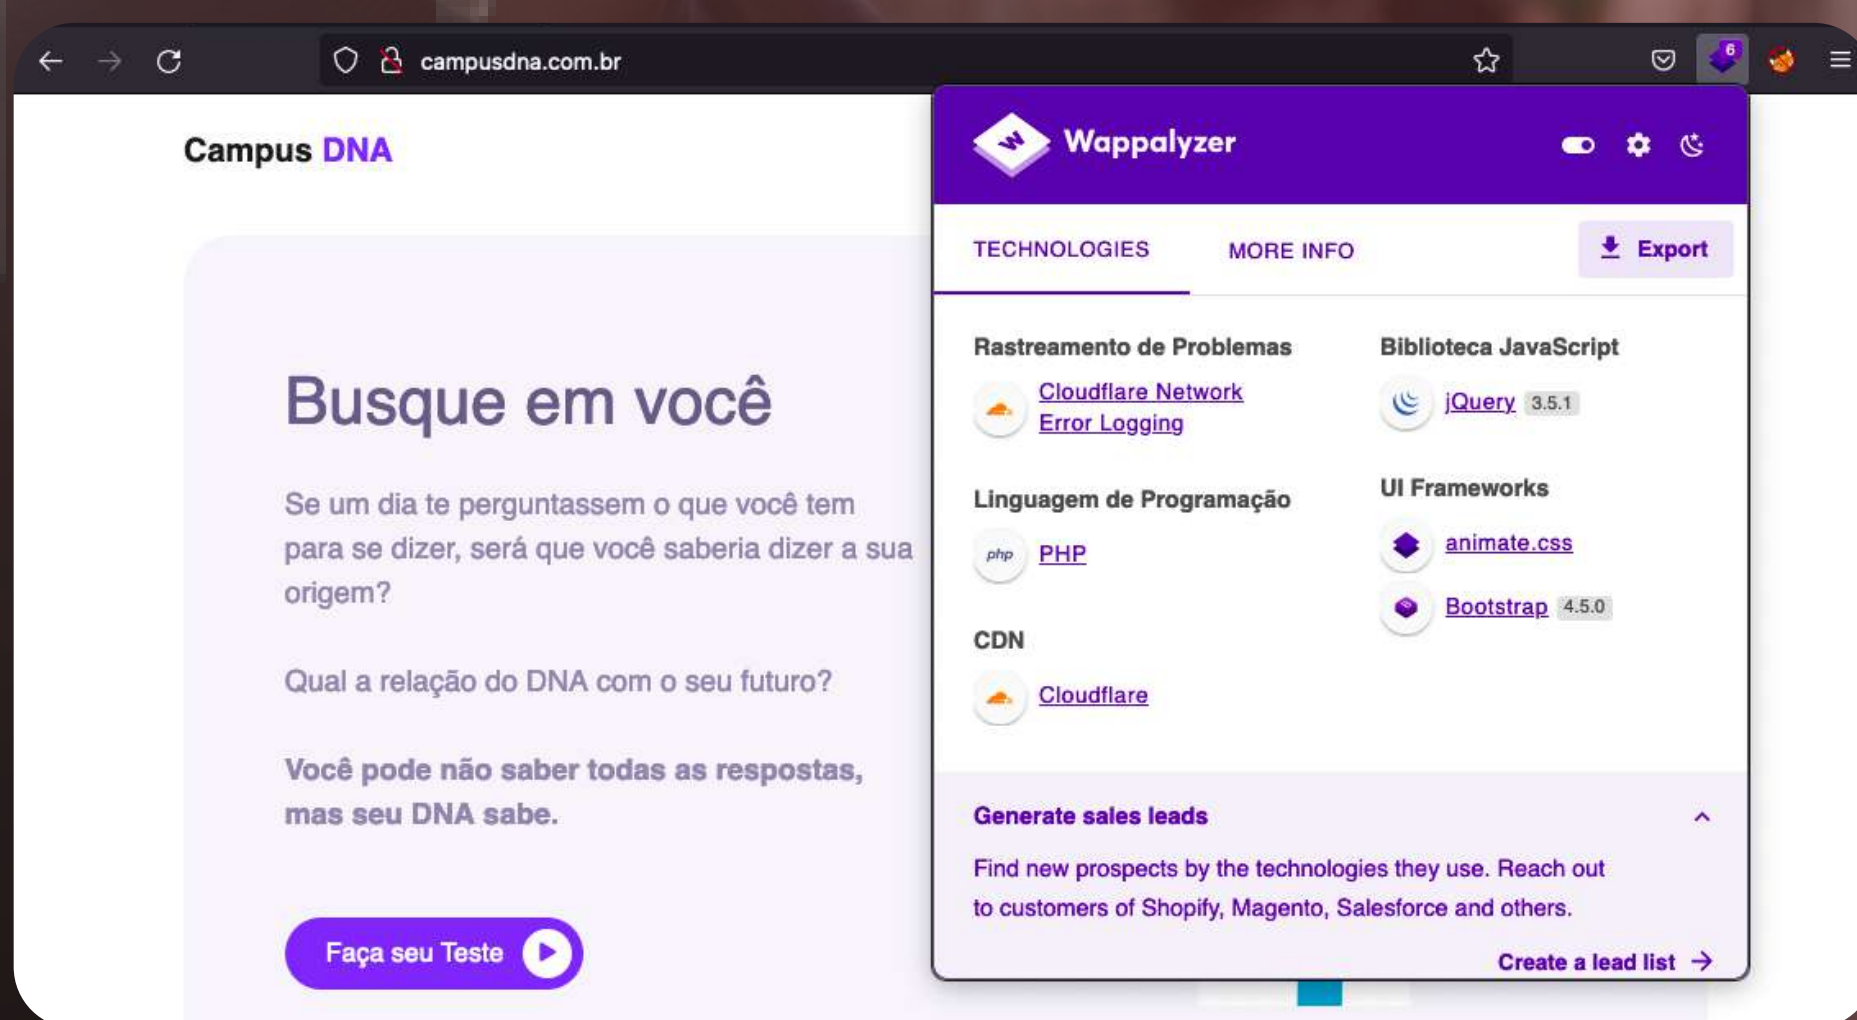 campusdna.com.br
6
Campus DNA
Busque em você
Se um dia te perguntassem o que você tem
para se dizer, será que você saberia dizer a sua
origem?
Qual a relação do DNA com o seu futuro?
Você pode não saber todas as respostas,
mas seu DNA sabe.
Faça seu Teste
W
Wappalyzer
TECHNOLOGIES
MORE INFO
Export
Rastreamento de Problemas
Cloudflare Network
Error Logging
Linguagem de Programação
php PHP
CDN
Cloudflare
Biblioteca JavaScript
jQuery 3.5.1
UI Frameworks
animate.css
Bootstrap 4.5.0
Generate sales leads
Find new prospects by the technologies they use. Reach out
to customers of Shopify, Magento, Salesforce and others.
Create a lead list